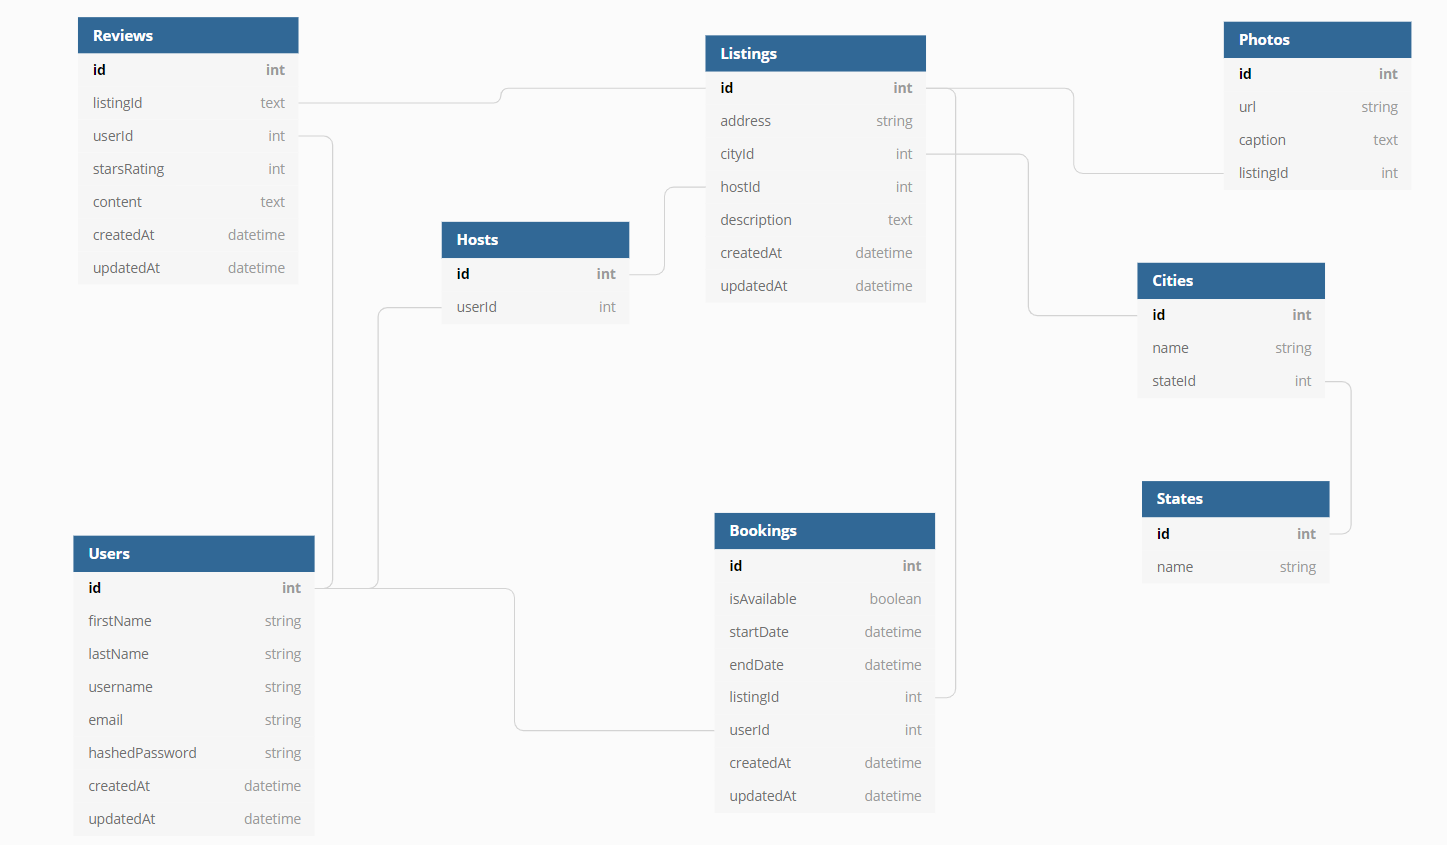 Reviews
id int
listingId text
userId int
starsRating int
content text
createdAt datetime
updatedAt datetime
Listings
id int
address string
cityId int
hostId int
description text
createdAt datetime
updatedAt datetime
Photos
id int
url string
caption text
listingId int
Hosts
id int
userId int
Cities
id int
name string
stateId int
States
id int
name string
Users
id int
firstName string
lastName string
username string
email string
hashedPassword string
createdAt datetime
updatedAt datetime
Bookings
id int
isAvailable boolean
startDate datetime
endDate datetime
listingId int
userId int
createdAt datetime
updatedAt datetime